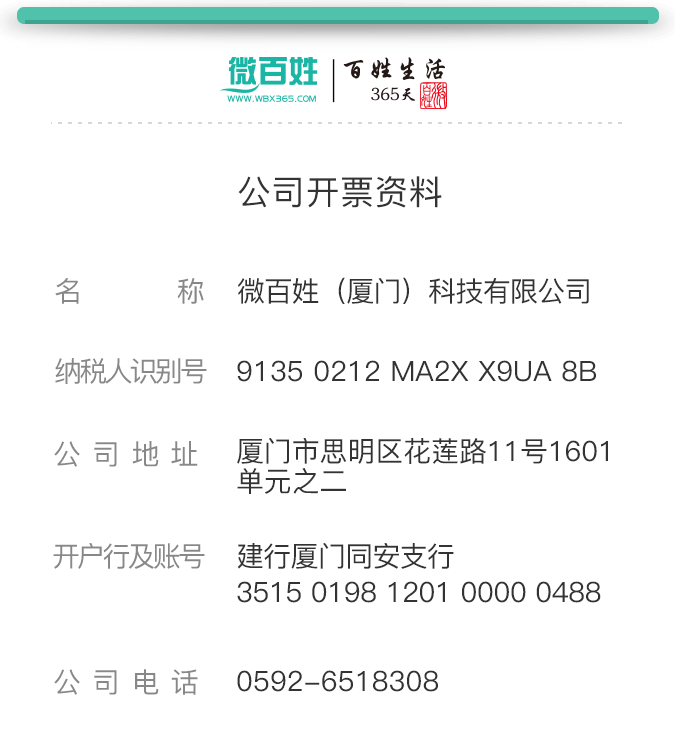 微百姓
WWW.WBX365.COM
百姓生活
365天
公司开票资料
名称 微百姓（厦门）科技有限公司
纳税人识别号 9135 0212 MA2X X9UA 8B
公司地址 厦门市思明区花莲路11号1601
单元之二
开户行及账号 建行厦门同安支行
3515 0198 1201 0000 0488
公司电话 0592-6518308